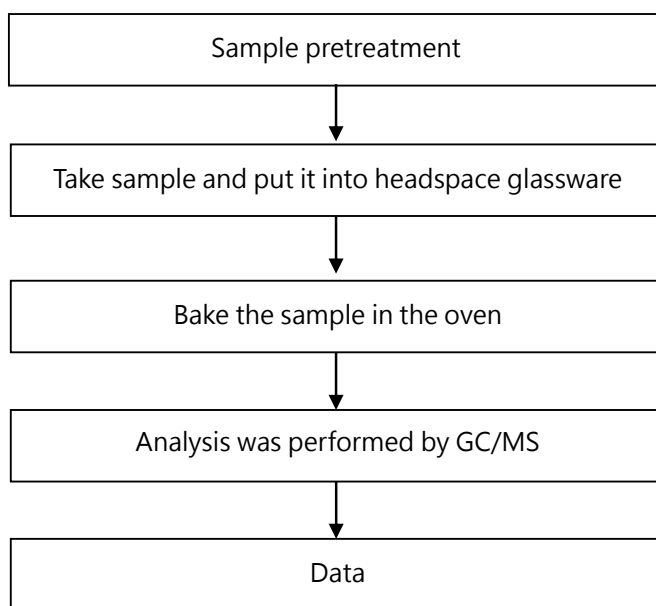 Sample pretreatment
Take sample and put it into headspace glassware
Bake the sample in the oven
Analysis was performed by GC/MS
Data